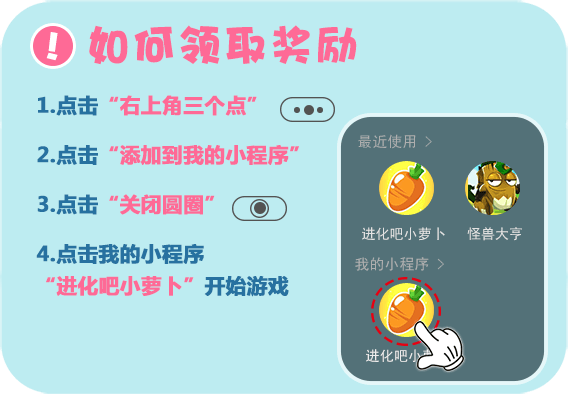 如何领取奖励
1.点击“右上角三个点”
2.点击“添加到我的小程序”
3.点击“关闭圆圈”
4.点击我的小程序
“进化吧小萝卜”开始游戏
最近使用 >
进化吧小萝卜 怪兽大亨
我的小程序 >
进化吧小